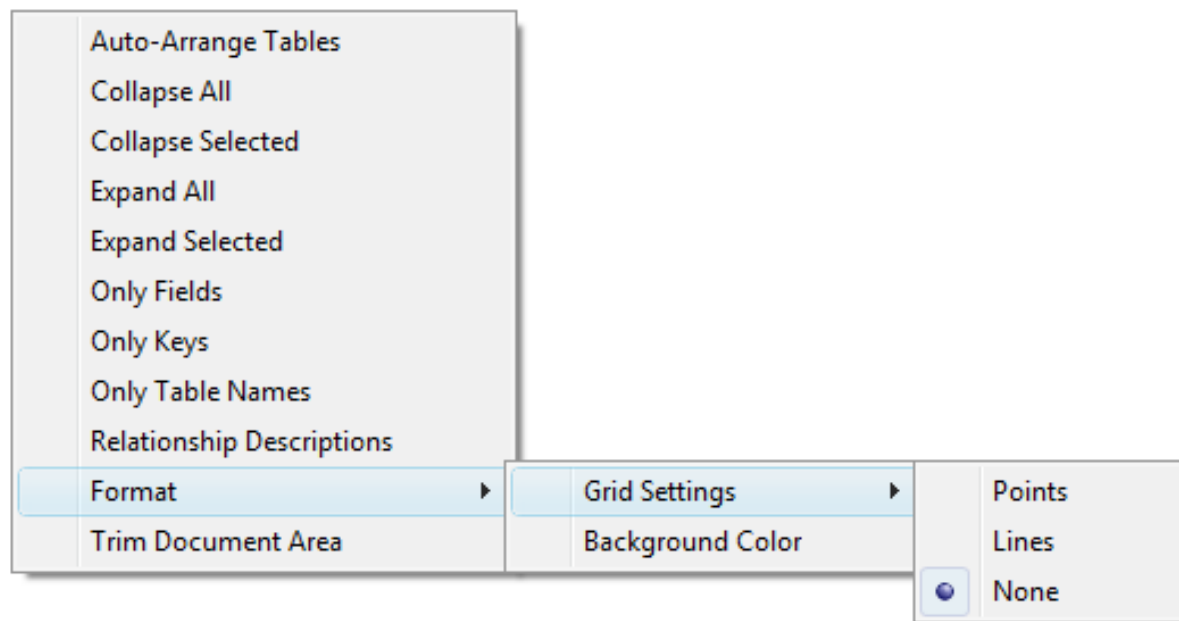 Auto-Arrange Tables
Collapse All
Collapse Selected
Expand All
Expand Selected
Only Fields
Only Keys
Only Table Names
Relationship Descriptions
Format
Trim Document Area
Grid Settings
Background Color
Points
Lines
None